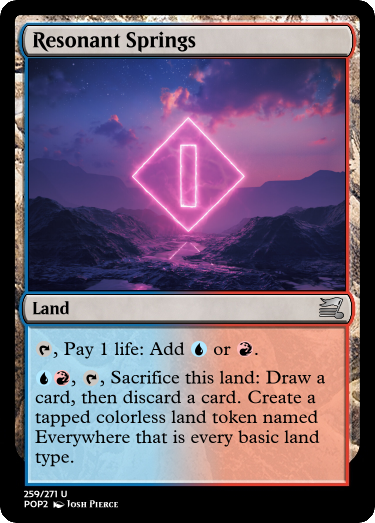 Resonant Springs
Land
, Pay 1 life: Add or .
, , Sacrifice this land: Draw a
card, then discard a card. Create a
tapped colorless land token named
Everywhere that is every basic land
type.
259/271 U
POP2 Josh Pierce